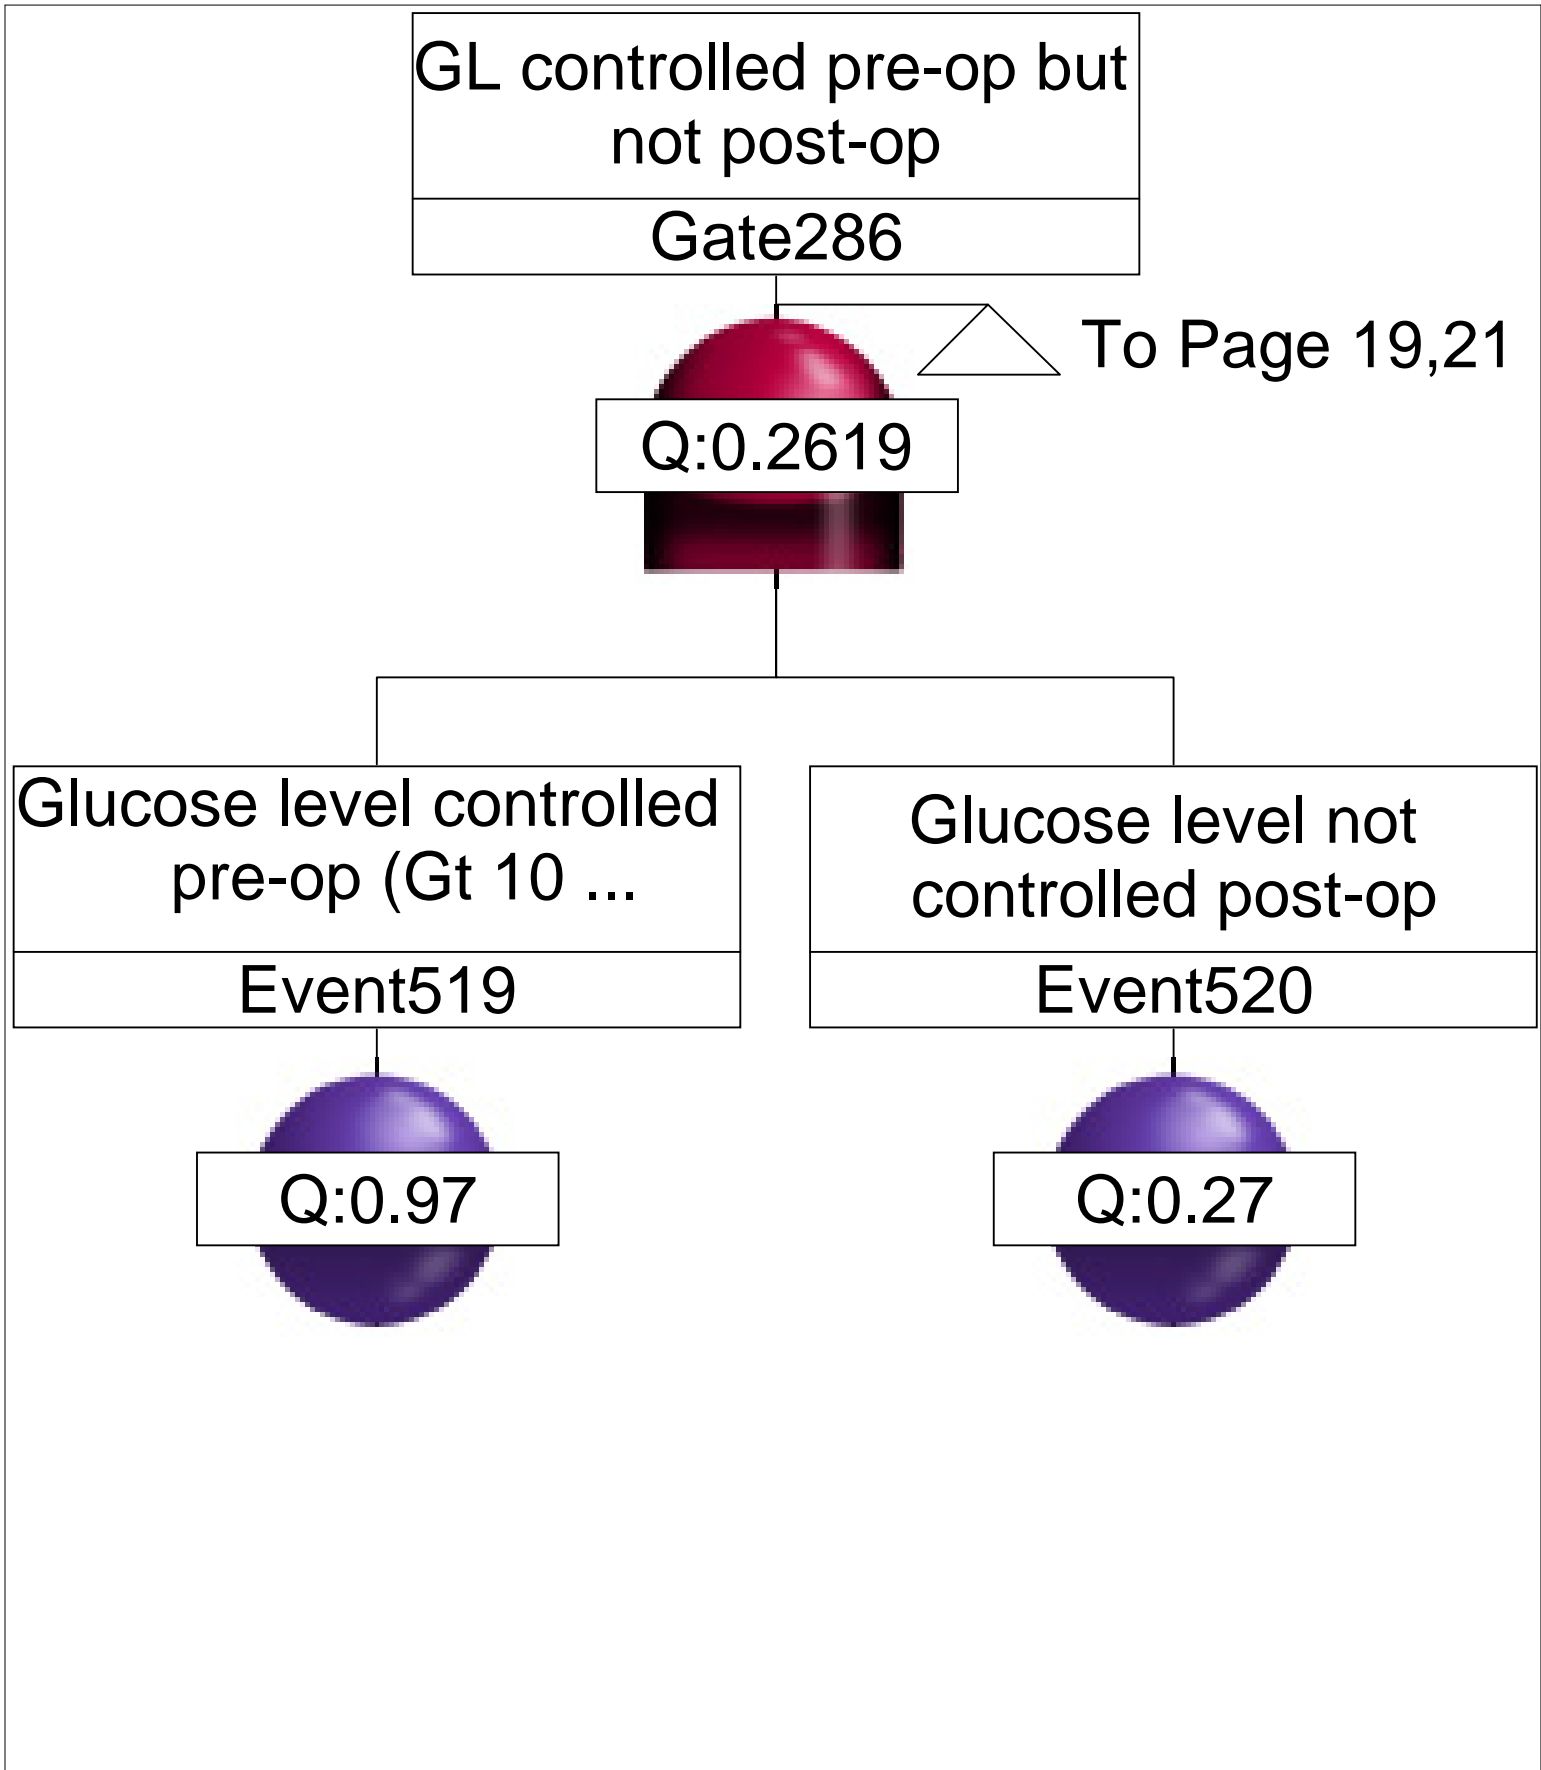 GL controlled pre-op but
not post-op
Gate286
To Page 19,21
Q:0.2619
Glucose level controlled
pre-op (Gt 10 ...
Event519
Q:0.97
Glucose level not
controlled post-op
Event520
Q:0.27